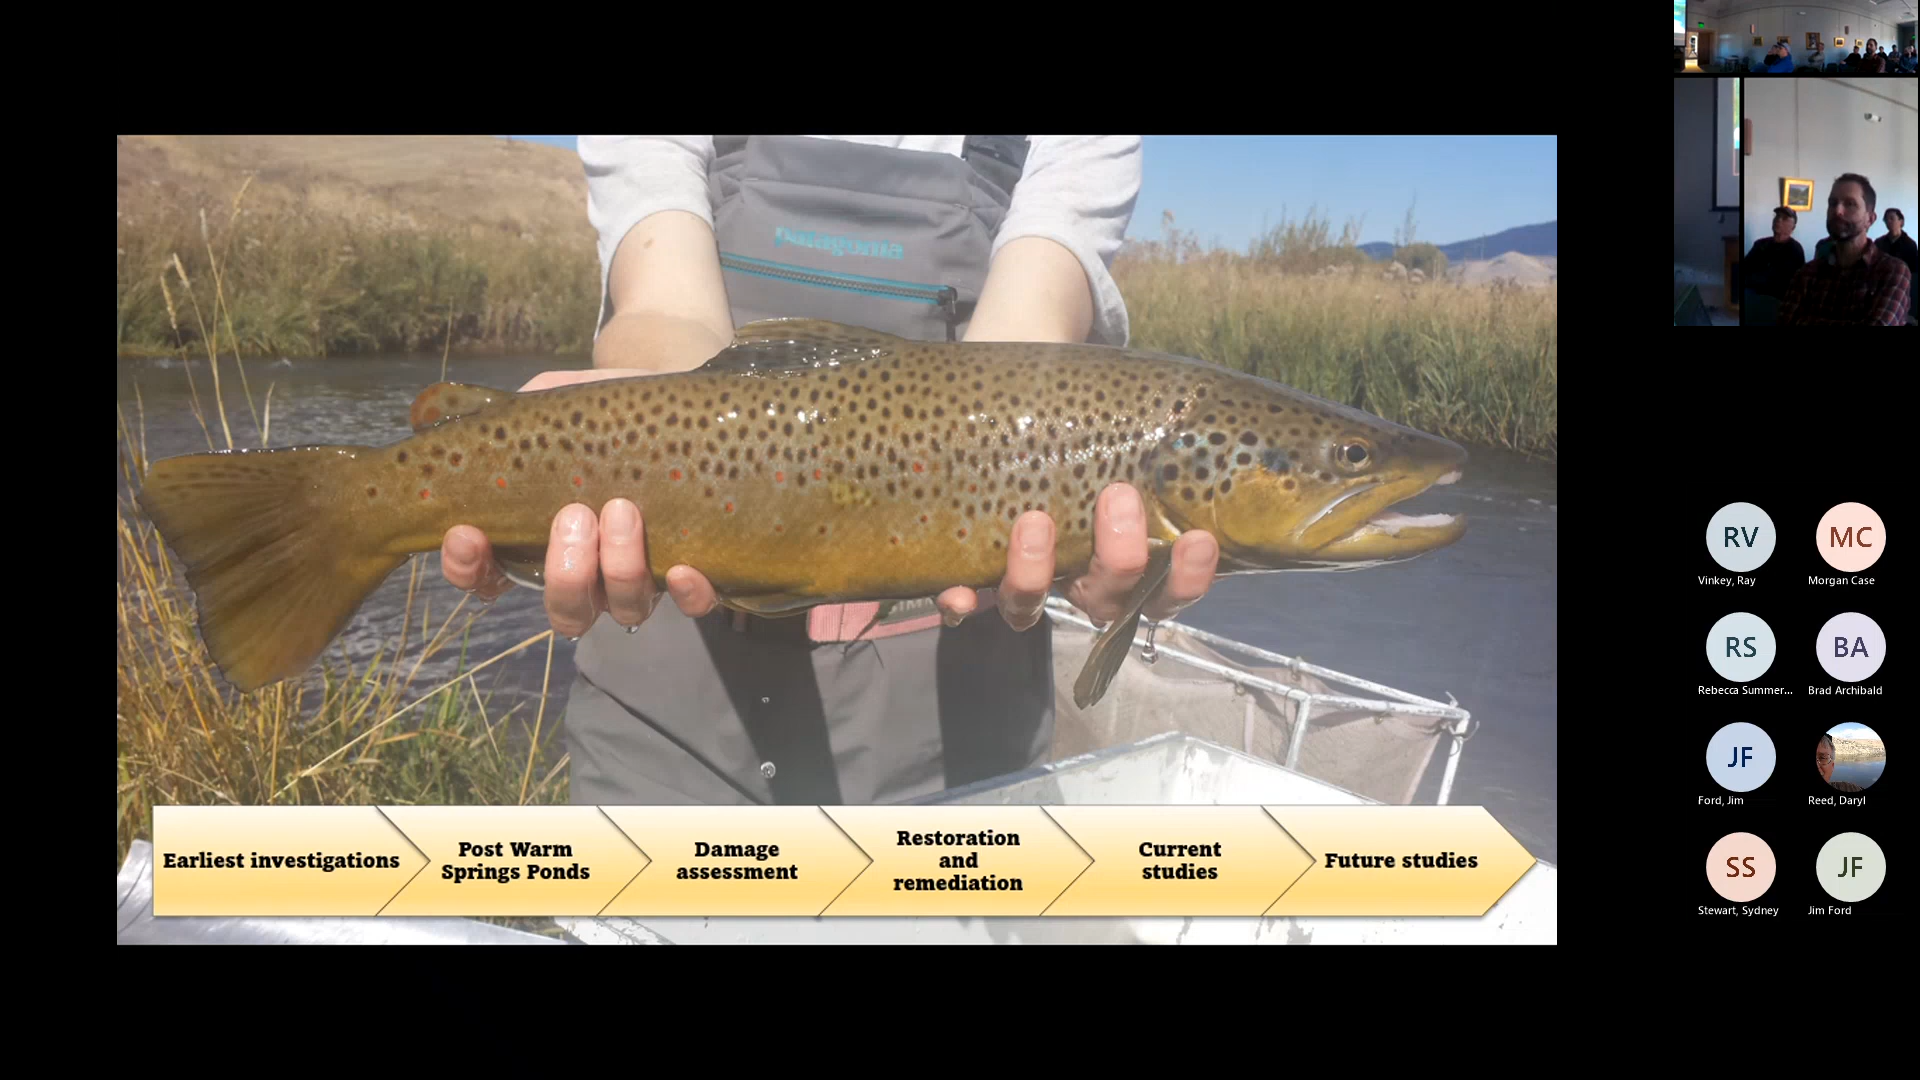 patagonia
Earliest investigations
Post Warm
Springs Ponds
Damage
assessment
Restoration
and
remediation
Current
studies
Future studies
RV
Vinkey, Ray
MC
Morgan Case
RS
Rebecca Summer...
BA
Brad Archibald
JF
Ford, Jim
Reed, Daryl
SS
Stewart, Sydney
JF
Jim Ford